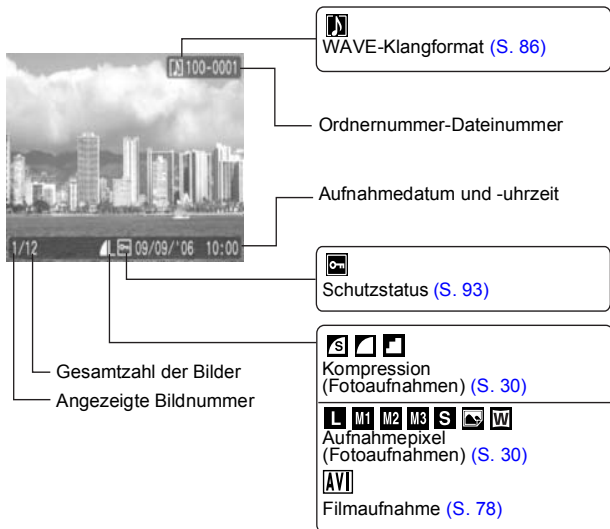 WAVE-Klangformat (S. 86)
100-0001
Ordnernummer-Dateinummer
Aufnahmedatum und -uhrzeit
1/12 L 09/09/'06 10:00
Schutzstatus (S. 93)
Gesamtzahl der Bilder
Angezeigte Bildnummer
S
Kompression
(Fotoaufnahmen) (S. 30)
L M1 M2 M3 S W
Aufnahmepixel
(Fotoaufnahmen) (S. 30)
AVI
Filmaufnahme (S. 78)